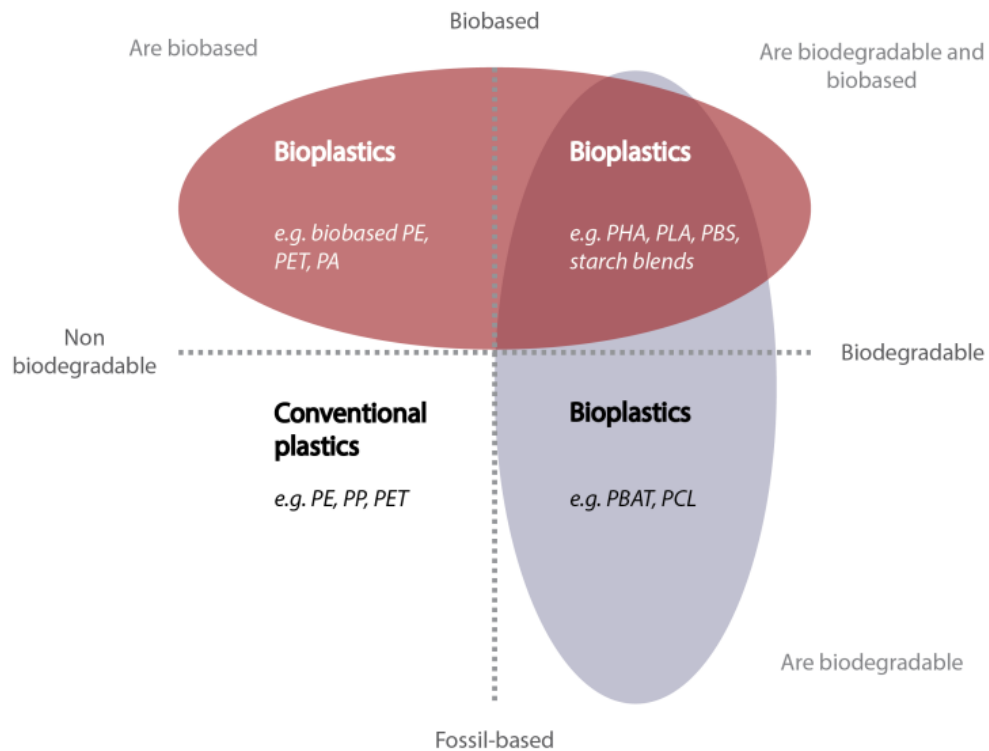 Biobased
Are biobased
Are biodegradable and
biobased
Bioplastics
e.g. biobased PE,
PET, PA
Bioplastics
e.g. PHA, PLA, PBS,
starch blends
Non
biodegradable
Biodegradable
Conventional
plastics
e.g. PE, PP, PET
Bioplastics
e.g. PBAT, PCL
Are biodegradable
Fossil-based